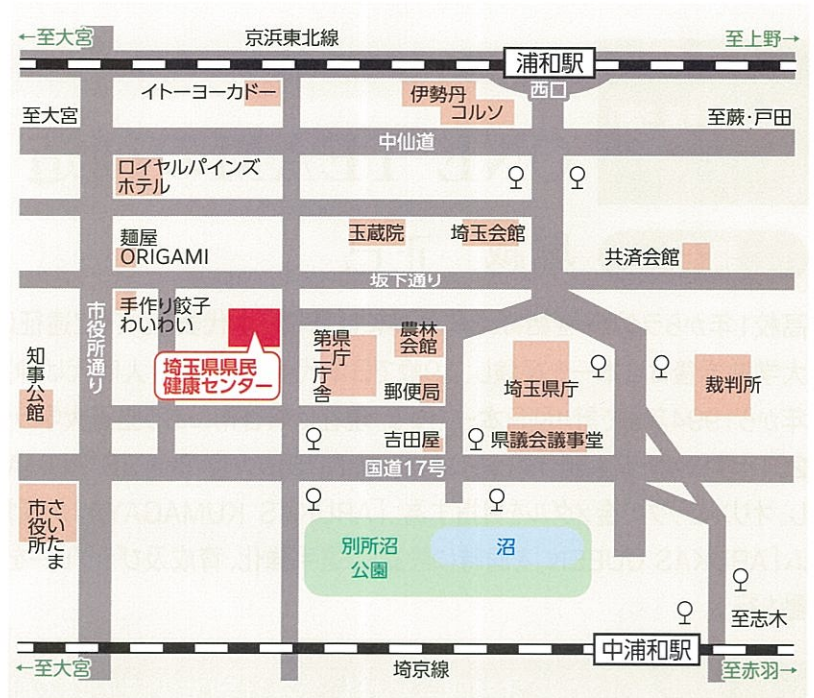 ←至大宮
京浜東北線
至上野→
浦和駅
西口
イトーヨーカドー
伊勢丹
コルソ
至大宮
至蕨・戸田
中仙道
ロイヤルパインズ
ホテル
麺屋
ORIGAMI
玉蔵院
埼玉会館
共済会館
坂下通り
市役所通り
手作り餃子
わいわい
埼玉県県民
健康センター
県庁
第一庁舎
農林
会館
郵便局
埼玉県庁
裁判所
知事公館
吉田屋
県議会議事堂
国道17号
さいたま
市役所
別所沼
公園
沼
至志木
中浦和駅
←至大宮
埼京線
至赤羽→